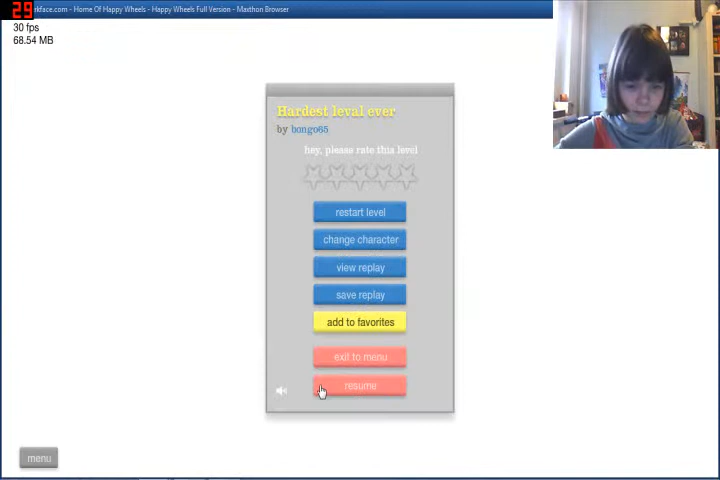 29
rkface.com - Home Of Happy Wheels - Happy Wheels Full Version - Maxthon Browser
30 fps
68.54 MB
Hardest leval ever
by bango65
hey, please rate this level
restart level
change character
view replay
save replay
add to favorites
exit to menu
resume
menu